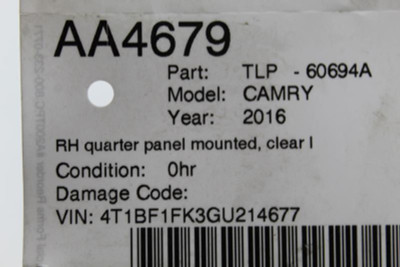 AA4679
Part: TLP - 60694A
Model: CAMRY
Year: 2016
RH quarter panel mounted, clear l
Condition: 0hr
Damage Code:
VIN: 4T1BF1FK3GU214677